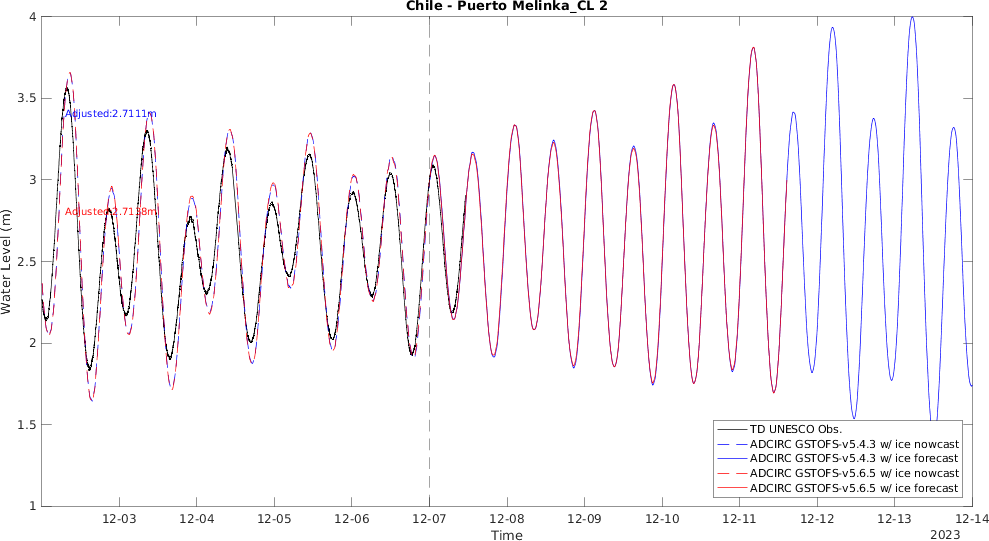 Chile - Puerto Melinka_CL 2
Water Level (m)
4
3.5
3
2.5
2
1.5
1
Adjusted:2.7111m
Adjusted:2.7138m
TD UNESCO Obs.
ADCIRC GSTOFS-v5.4.3 w/ ice nowcast
ADCIRC GSTOFS-v5.4.3 w/ ice forecast
ADCIRC GSTOFS-v5.6.5 w/ ice nowcast
ADCIRC GSTOFS-v5.6.5 w/ ice forecast
12-03 12-04 12-05 12-06 12-07 12-08 12-09 12-10 12-11 12-12 12-13 12-14
Time
2023